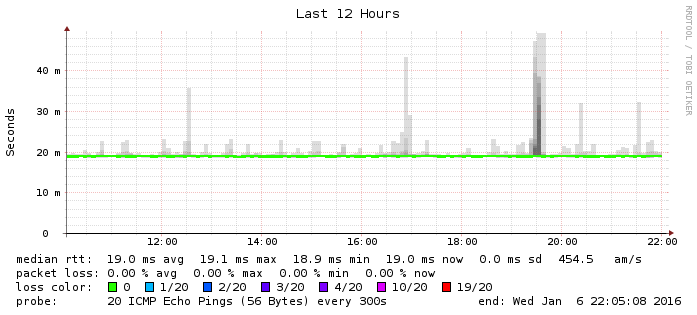 Last 12 Hours
RRDTOOL / TOBI OETIKER
Seconds
40 m
30 m
20 m
10 m
0
12:00 14:00 16:00 18:00 20:00 22:00
median rtt: 19.0 ms avg 19.1 ms max 18.9 ms min 19.0 ms now 0.0 ms sd 454.5 am/s
packet loss: 0.00 % avg 0.00 % max 0.00 % min 0.00 % now
loss color: 0 1/20 2/20 3/20 4/20 10/20 19/20
probe: 20 ICMP Echo Pings (56 Bytes) every 300s end: Wed Jan 6 22:05:08 2016